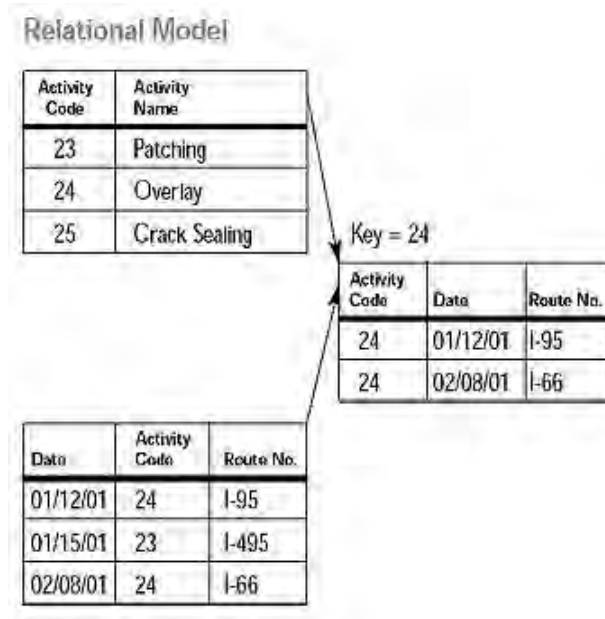 Relational Model
Activity Code Activity Name
23 Patching
24 Overlay
25 Crack Sealing
Key = 24
Activity Code Date Route No.
24 01/12/01 I-95
24 02/08/01 I-66
Date Activity Code Route No.
01/12/01 24 I-95
01/15/01 23 I-495
02/08/01 24 I-66